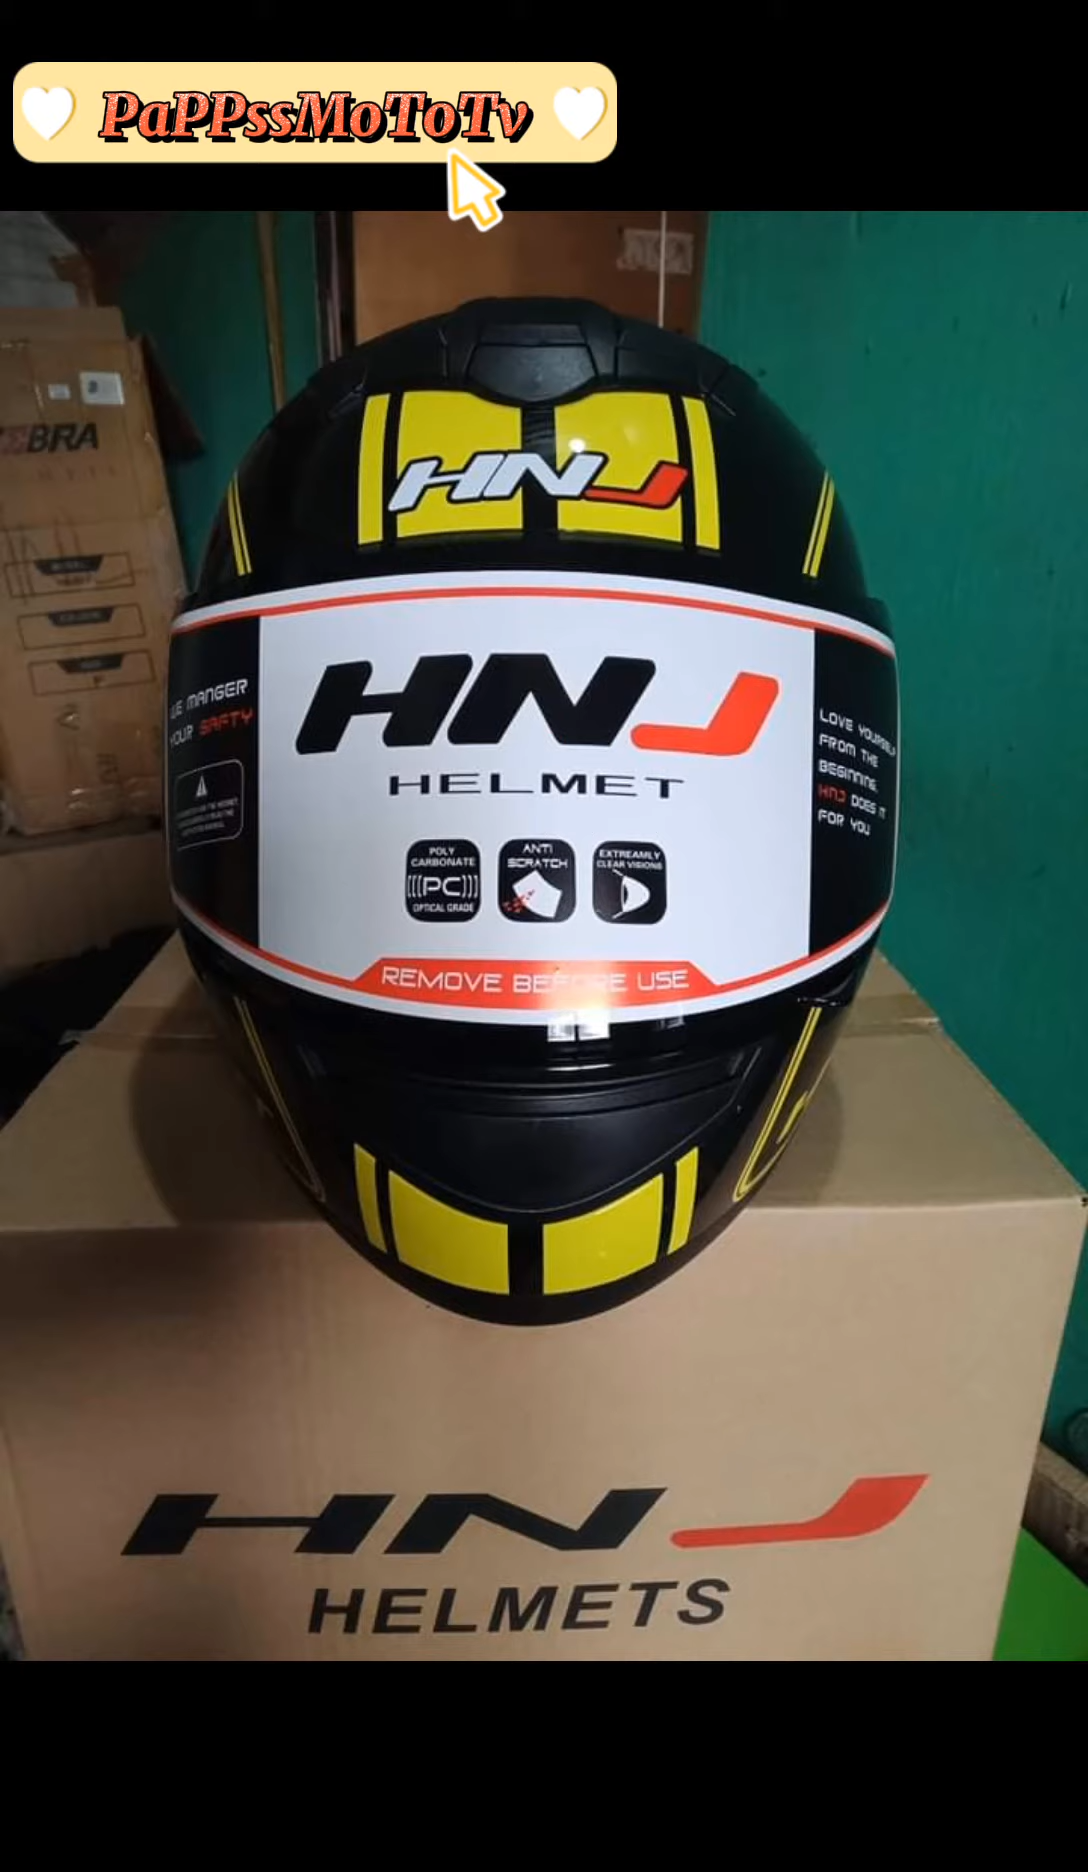 PaPPssMoToTv
EBRA
HNJ
HNJ
HELMET
MANGER
YOUR SAFTY
LOVE YOURSELF
FROM THE
BEGINNING.
HNJ DOES IT
FOR YOU
POLY
CARBONATE
(((PC)))
OPTICAL GRADE
ANTI
SCRATCH
EXTREAMLY
CLEAR VISIONS
REMOVE BEFORE USE
HNJ
HELMETS